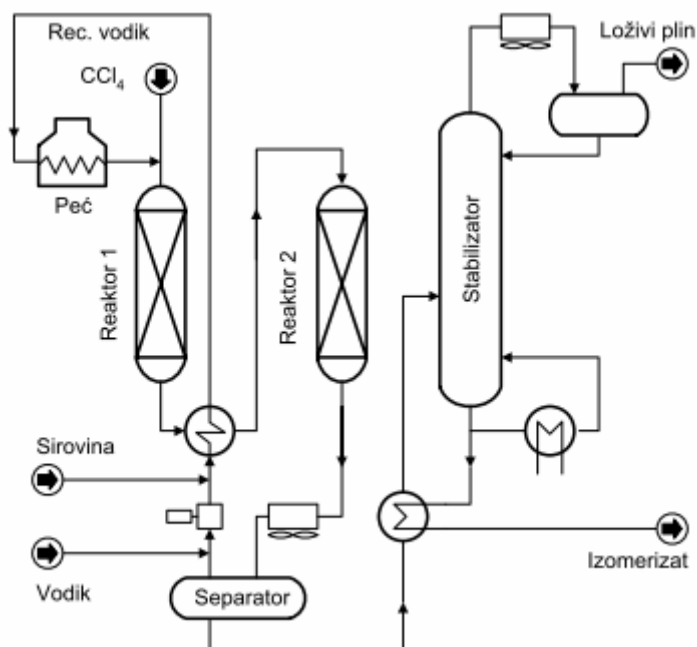 Rec. vodik
CCl₄
Peć
Reaktor 1
Reaktor 2
Stabilizator
Loživi plin
Sirovina
Vodik
Separator
Izomerizat